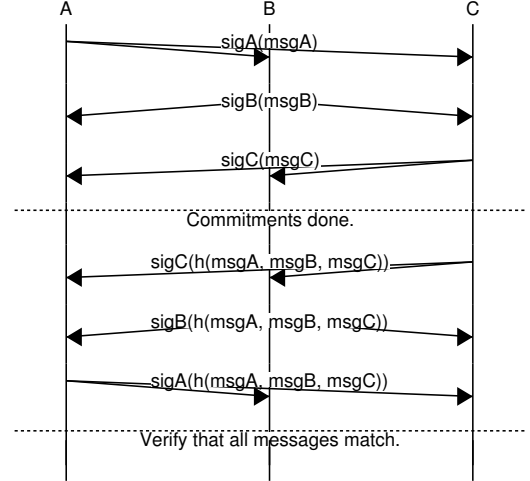 A B C
sigA(msgA)
sigB(msgB)
sigC(msgC)
Commitments done.
sigC(h(msgA, msgB, msgC))
sigB(h(msgA, msgB, msgC))
sigA(h(msgA, msgB, msgC))
Verify that all messages match.